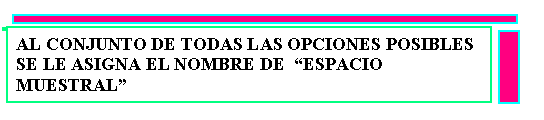 AL CONJUNTO DE TODAS LAS OPCIONES POSIBLES
SE LE ASIGNA EL NOMBRE DE “ESPACIO
MUESTRAL”